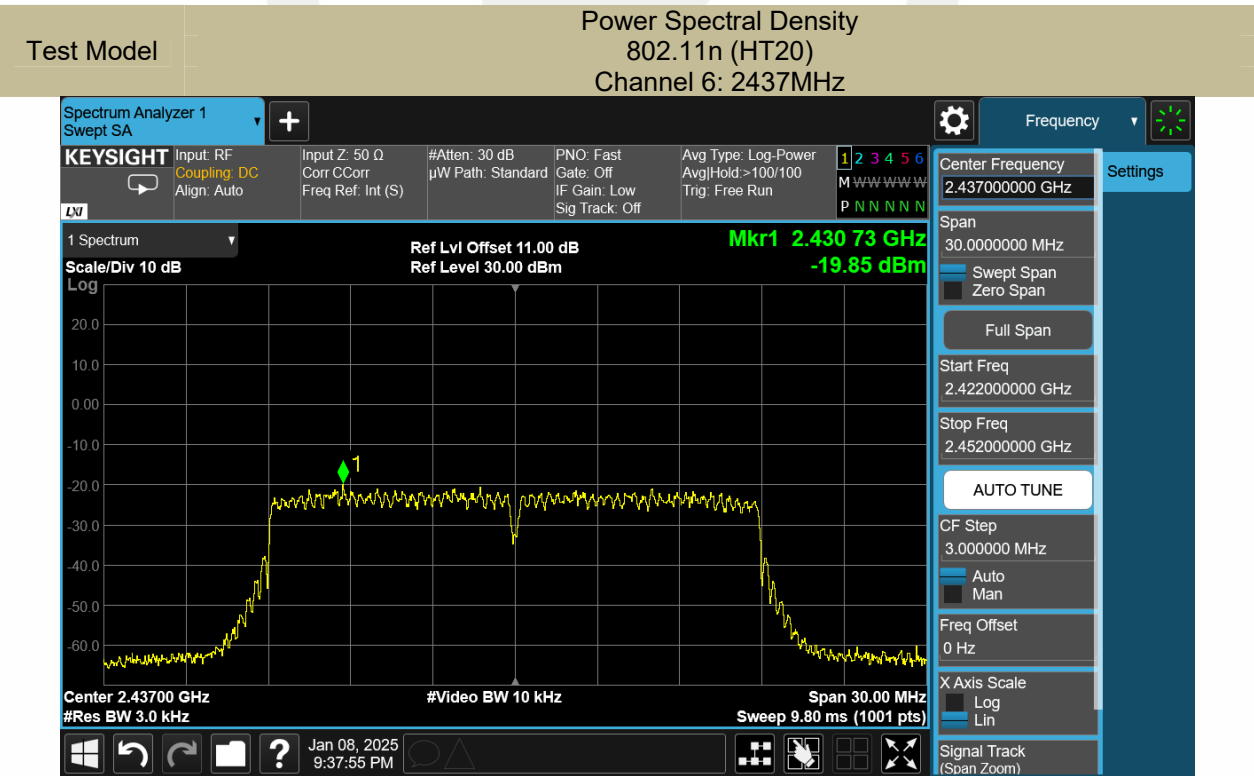 Test Model
Power Spectral Density
802.11n (HT20)
Channel 6: 2437MHz
Spectrum Analyzer 1
Swept SA
+
Frequency
KEYSIGHT
LXI
Input: RF
Coupling: DC
Align: Auto
Input Z: 50 Ω
Corr CCorr
Freq Ref: Int (S)
#Atten: 30 dB
µW Path: Standard
PNO: Fast
Gate: Off
IF Gain: Low
Sig Track: Off
Avg Type: Log-Power
Avg|Hold:>100/100
Trig: Free Run
1 2 3 4 5 6
M W W W W W
P N N N N N
1 Spectrum
Scale/Div 10 dB
Log
Ref Lvl Offset 11.00 dB
Ref Level 30.00 dBm
Mkr1 2.430 73 GHz
-19.85 dBm
20.0
10.0
0.00
-10.0
-20.0
-30.0
-40.0
-50.0
-60.0
1
Center 2.43700 GHz
#Res BW 3.0 kHz
#Video BW 10 kHz
Span 30.00 MHz
Sweep 9.80 ms (1001 pts)
?
Jan 08, 2025
9:37:55 PM
Center Frequency
2.437000000 GHz
Settings
Span
30.0000000 MHz
Swept Span
Zero Span
Full Span
Start Freq
2.422000000 GHz
Stop Freq
2.452000000 GHz
AUTO TUNE
CF Step
3.000000 MHz
Auto
Man
Freq Offset
0 Hz
X Axis Scale
Log
Lin
Signal Track
(Span Zoom)